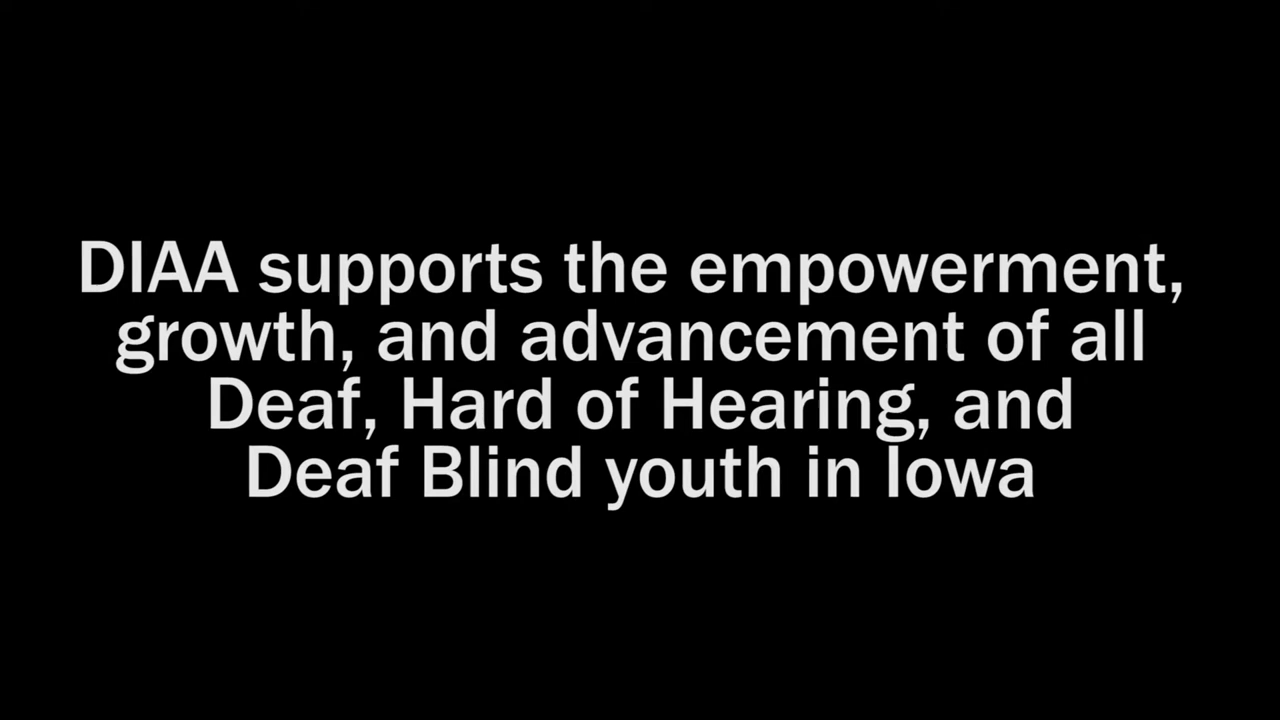 DIAA supports the empowerment,
growth, and advancement of all
Deaf, Hard of Hearing, and
Deaf Blind youth in Iowa